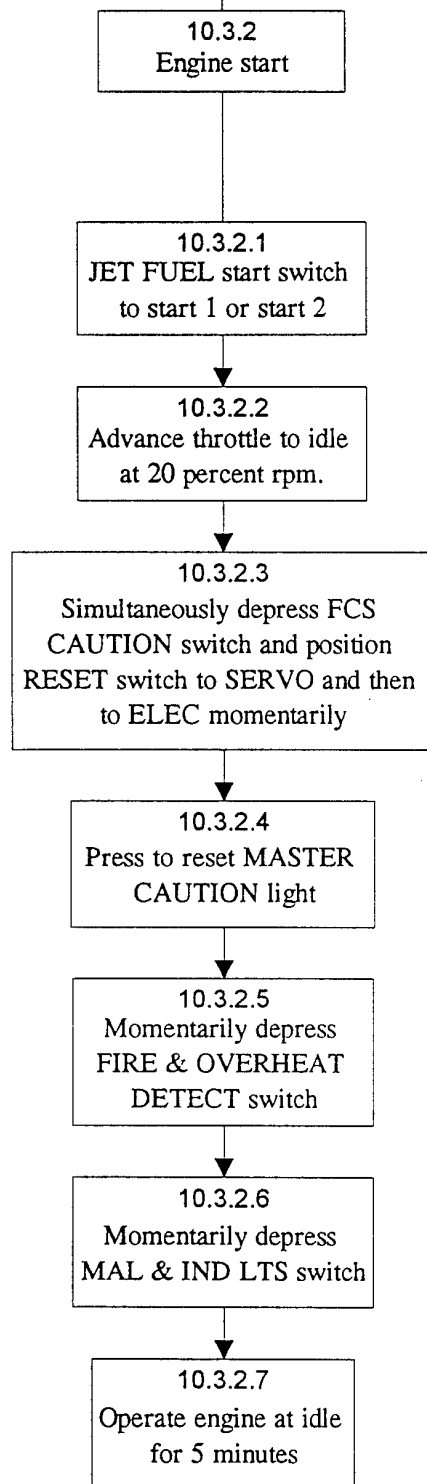 10.3.2
Engine start
10.3.2.1
JET FUEL start switch
to start 1 or start 2
10.3.2.2
Advance throttle to idle
at 20 percent rpm.
10.3.2.3
Simultaneously depress FCS
CAUTION switch and position
RESET switch to SERVO and then
to ELEC momentarily
10.3.2.4
Press to reset MASTER
CAUTION light
10.3.2.5
Momentarily depress
FIRE & OVERHEAT
DETECT switch
10.3.2.6
Momentarily depress
MAL & IND LTS switch
10.3.2.7
Operate engine at idle
for 5 minutes